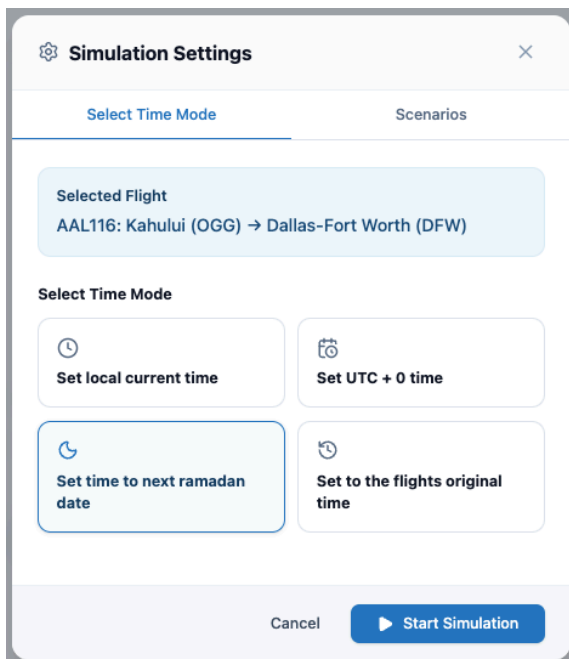 Simulation Settings
Select Time Mode
Scenarios
Selected Flight
AAL116: Kahului (OGG) → Dallas-Fort Worth (DFW)
Select Time Mode
Set local current time
Set UTC + 0 time
Set time to next ramadan
date
Set to the flights original
time
Cancel
Start Simulation